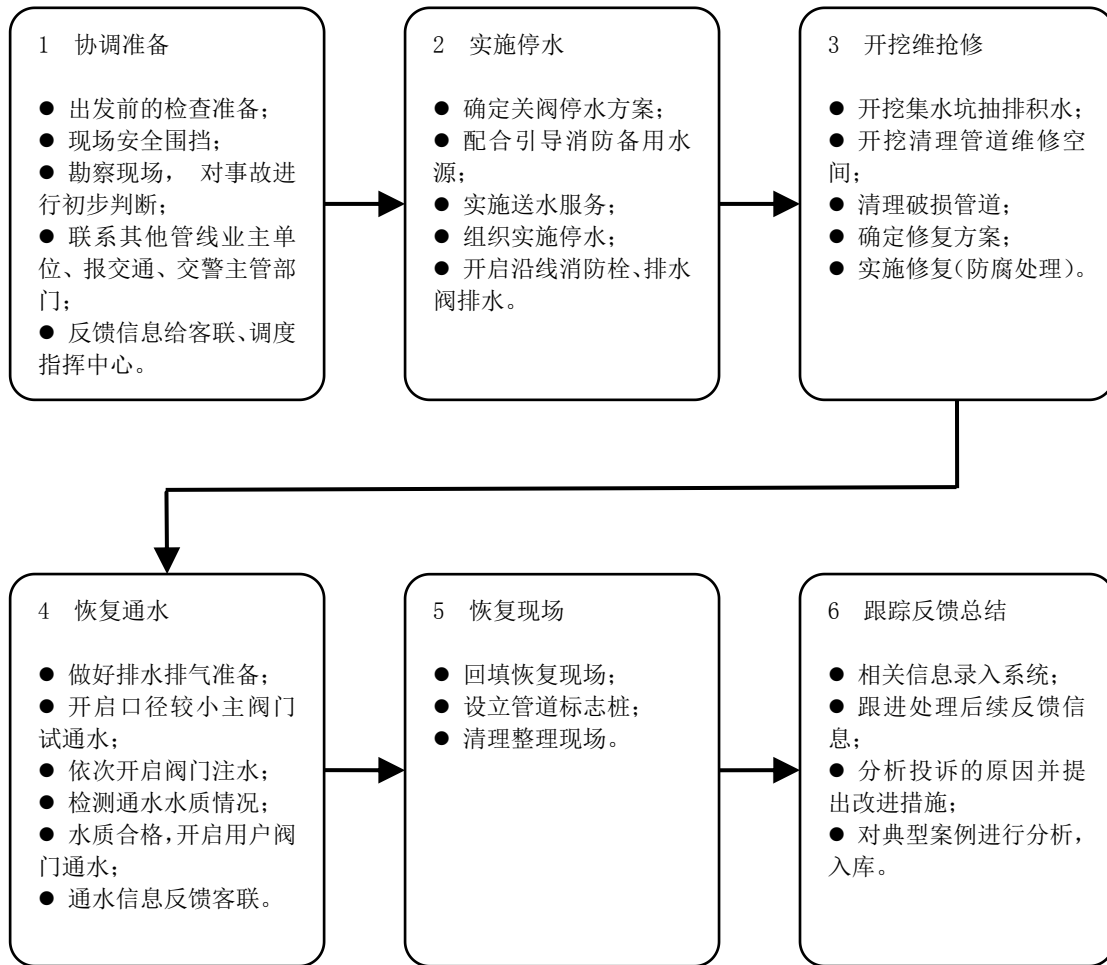 1 协调准备
● 出发前的检查准备；
● 现场安全围挡；
● 勘察现场， 对事故进
行初步判断；
● 联系其他管线业主单
位、报交通、交警主管部
门；
● 反馈信息给客联、调度
指挥中心。
2 实施停水
● 确定关阀停水方案；
● 配合引导消防备用水
源；
● 实施送水服务；
● 组织实施停水；
● 开启沿线消防栓、排水
阀排水。
3 开挖维抢修
● 开挖集水坑抽排积水；
● 开挖清理管道维修空
间；
● 清理破损管道；
● 确定修复方案；
● 实施修复(防腐处理)。
4 恢复通水
● 做好排水排气准备；
● 开启口径较小主阀门
试通水；
● 依次开启阀门注水；
● 检测通水水质情况；
● 水质合格，开启用户阀
门通水；
● 通水信息反馈客联。
5 恢复现场
● 回填恢复现场；
● 设立管道标志桩；
● 清理整理现场。
6 跟踪反馈总结
● 相关信息录入系统；
● 跟进处理后续反馈信
息；
● 分析投诉的原因并提
出改进措施；
● 对典型案例进行分析，
入库。